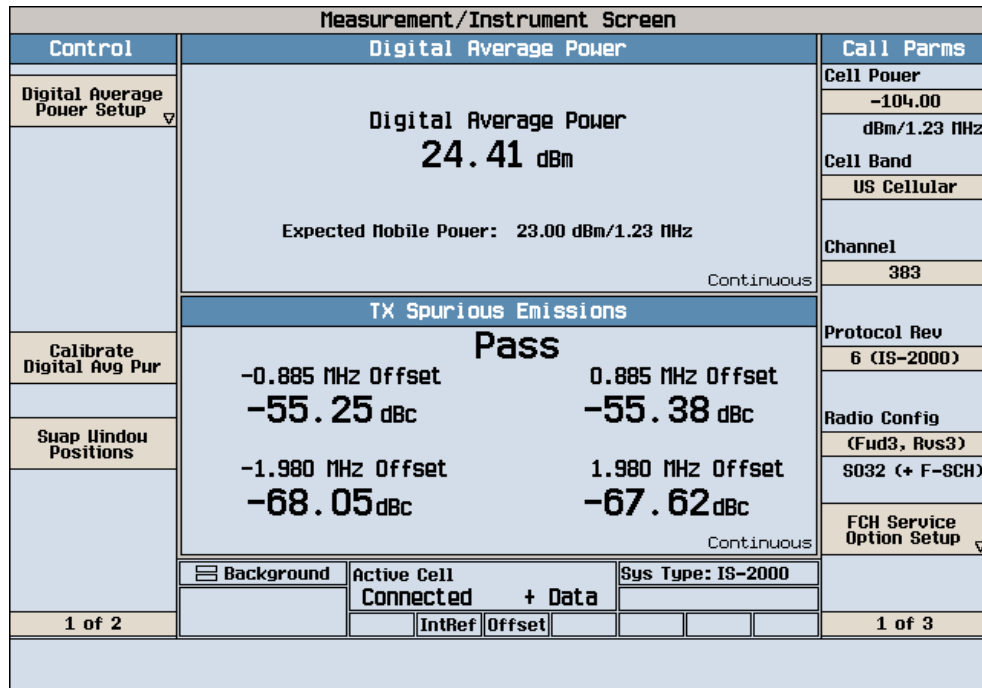 Measurement/Instrument Screen
Control
Digital Average
Power Setup
Calibrate
Digital Avg Pwr
Swap Window
Positions
1 of 2
Digital Average Power
Digital Average Power
24.41 dBm
Expected Mobile Power: 23.00 dBm/1.23 MHz
Continuous
TX Spurious Emissions
Pass
-0.885 MHz Offset 0.885 MHz Offset
-55.25 dBc -55.38 dBc
-1.980 MHz Offset 1.980 MHz Offset
-68.05 dBc -67.62 dBc
Continuous
Background
Active Cell
Connected + Data
Sys Type: IS-2000
IntRef Offset
Call Parms
Cell Power
-104.00
dBm/1.23 MHz
Cell Band
US Cellular
Channel
383
Protocol Rev
6 (IS-2000)
Radio Config
(Fwd3, Rvs3)
SO32 (+ F-SCH)
FCH Service
Option Setup
1 of 3